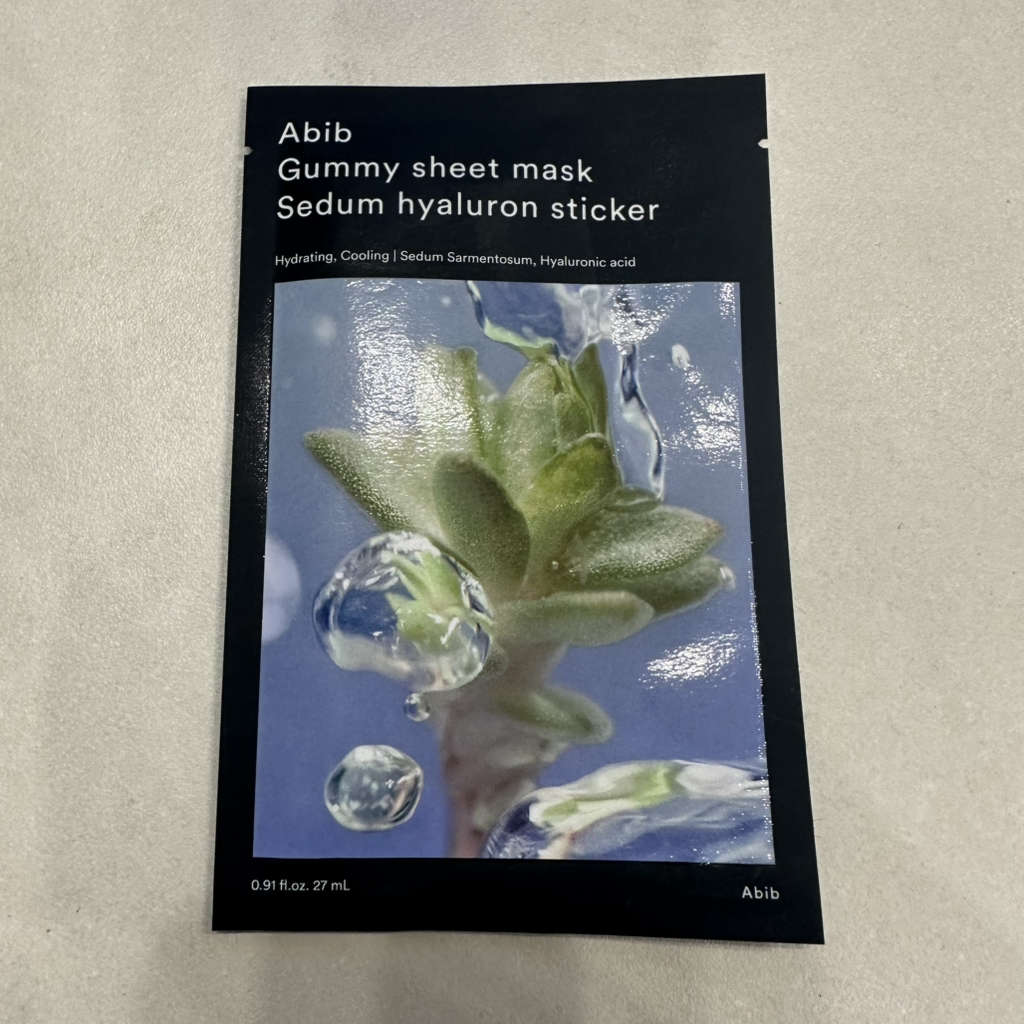 Abib
Gummy sheet mask
Sedum hyaluron sticker
Hydrating, Cooling | Sedum Sarmentosum, Hyaluronic acid
0.91 fl.oz. 27 mL
Abib